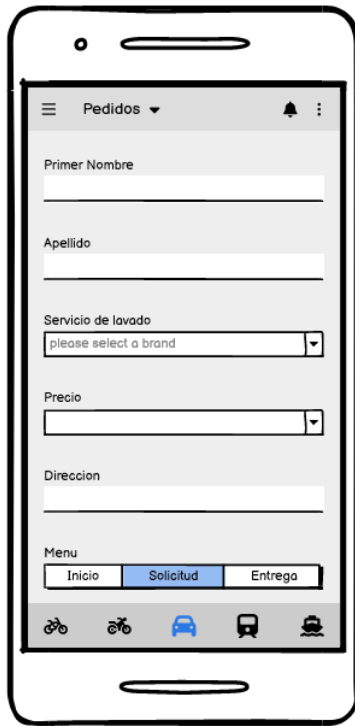 Pedidos
Primer Nombre
Apellido
Servicio de lavado
please select a brand
Precio
Direccion
Menu
Inicio Solicitud Entrega